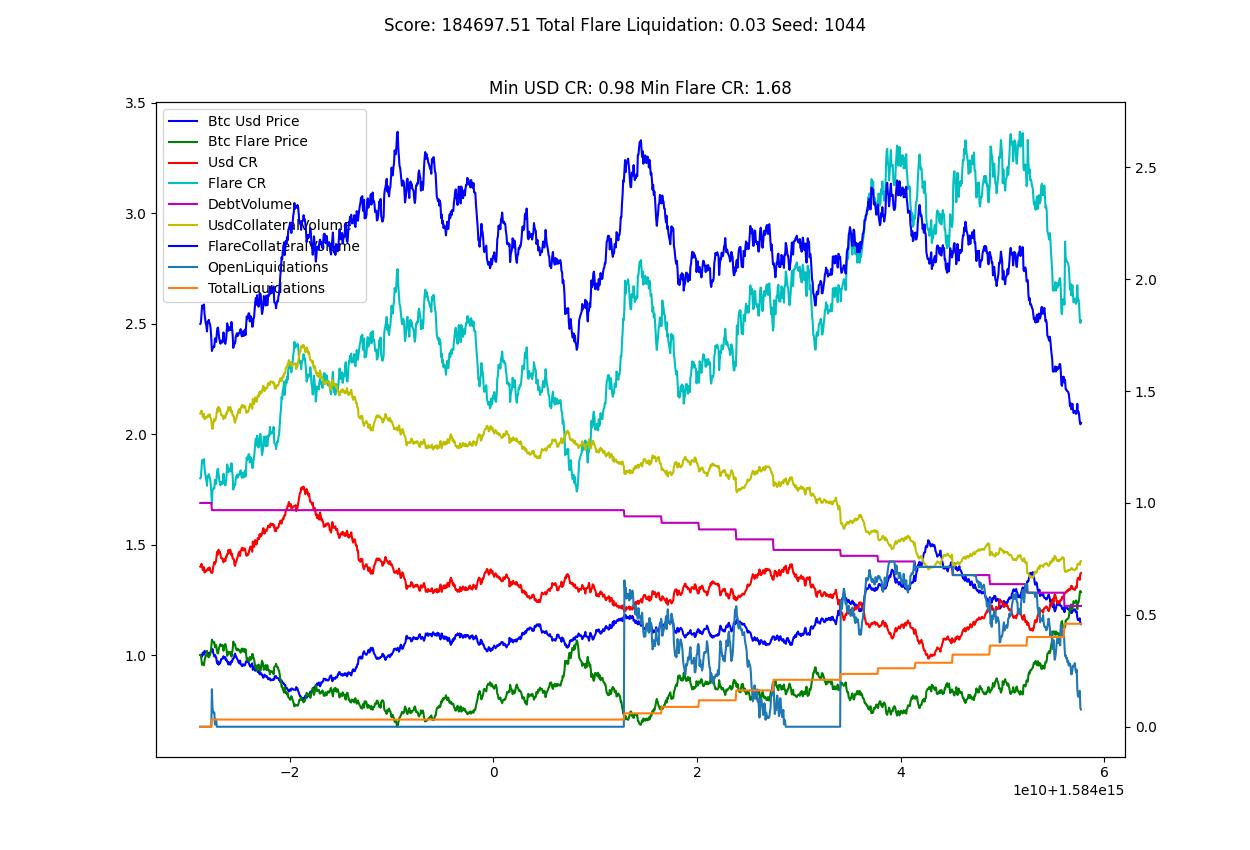 Score: 184697.51 Total Flare Liquidation: 0.03 Seed: 1044
Min USD CR: 0.98 Min Flare CR: 1.68
3.5
3.0
2.5
2.0
1.5
1.0
Btc Usd Price
Btc Flare Price
Usd CR
Flare CR
DebtVolume
UsdCollateralVolume
FlareCollateralVolume
OpenLiquidations
TotalLiquidations
2.5
2.0
1.5
1.0
0.5
0.0
−2 0 2 4 6
1e10+1.584e15